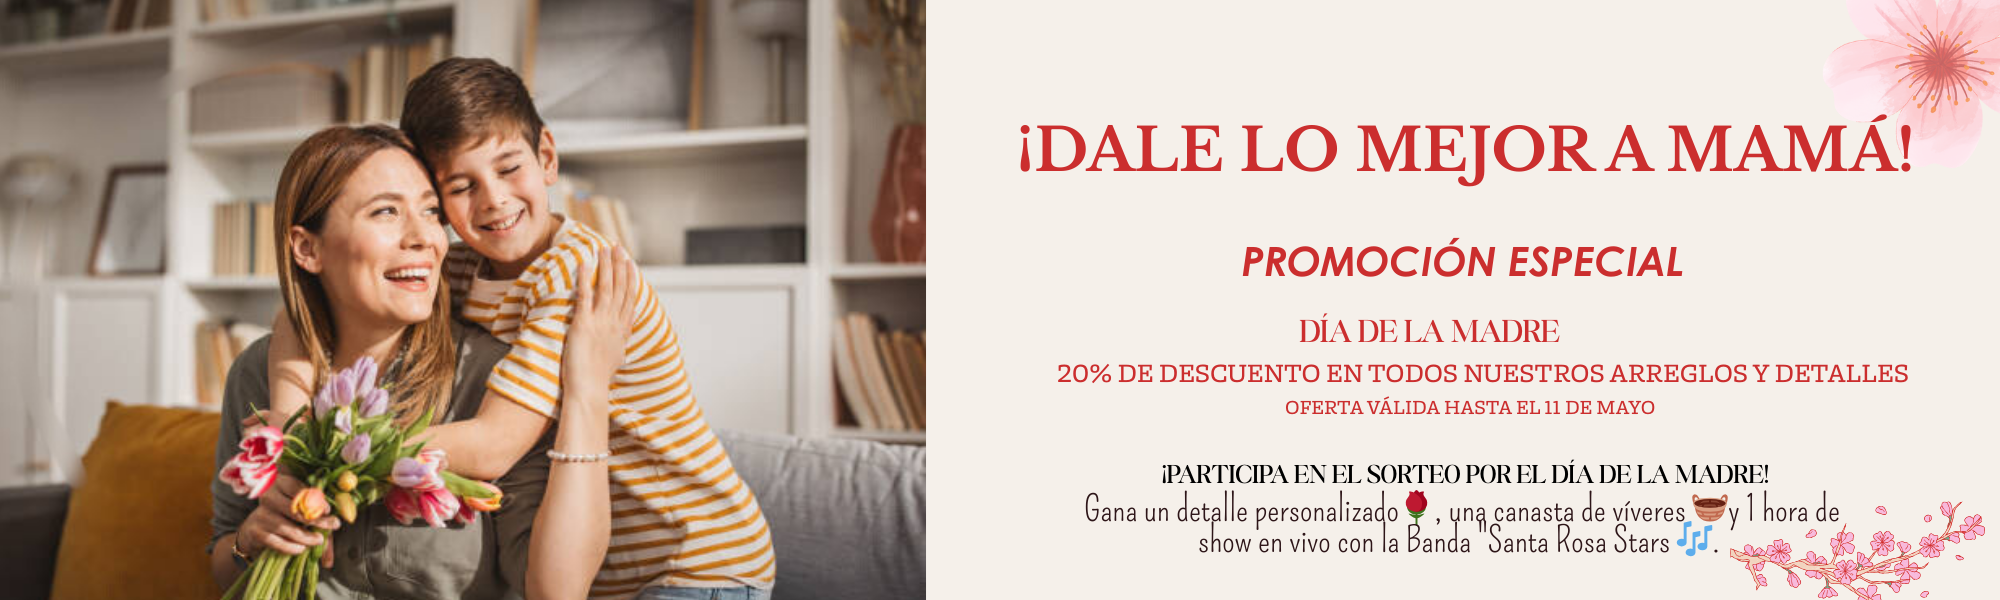 ¡DALE LO MEJOR A MAMÁ!
PROMOCIÓN ESPECIAL
DÍA DE LA MADRE
20% DE DESCUENTO EN TODOS NUESTROS ARREGLOS Y DETALLES
OFERTA VÁLIDA HASTA EL 11 DE MAYO
¡PARTICIPA EN EL SORTEO POR EL DÍA DE LA MADRE!
Gana un detalle personalizado🌹, una canasta de víveres🧺y 1 hora de
show en vivo con la Banda "Santa Rosa Stars 🎶.